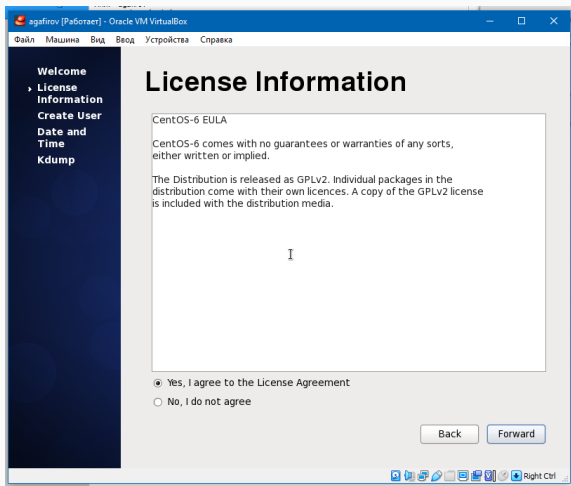 agafirov [Работает] - Oracle VM VirtualBox
Файл Машина Вид Ввод Устройства Справка
Welcome
License
Information
Create User
Date and
Time
Kdump
License Information
CentOS-6 EULA
CentOS-6 comes with no guarantees or warranties of any sorts,
either written or implied.
The Distribution is released as GPLv2. Individual packages in the
distribution come with their own licences. A copy of the GPLv2 license
is included with the distribution media.
Yes, I agree to the License Agreement
No, I do not agree
Back Forward
Right Ctrl